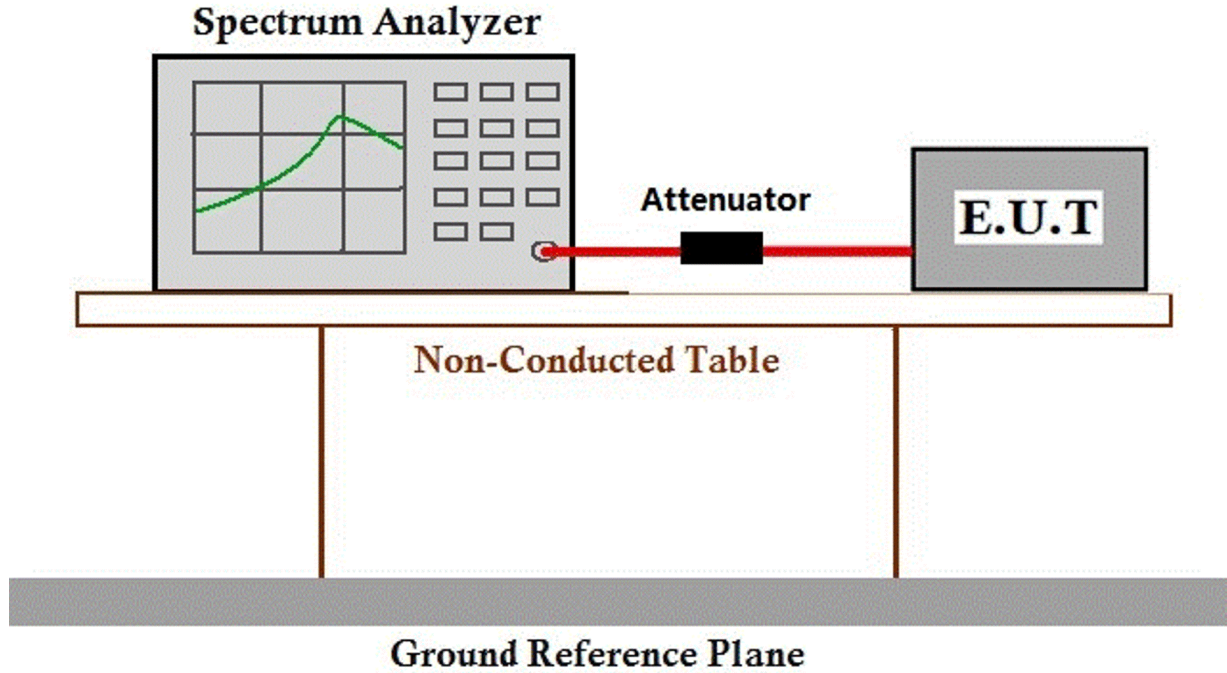 Spectrum Analyzer
Attenuator
E.U.T
Non-Conducted Table
Ground Reference Plane